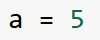 a = 5